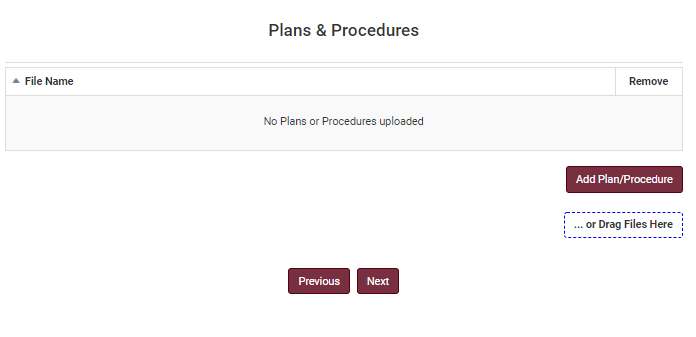 Plans & Procedures
File Name Remove
No Plans or Procedures uploaded
Add Plan/Procedure
... or Drag Files Here
Previous Next